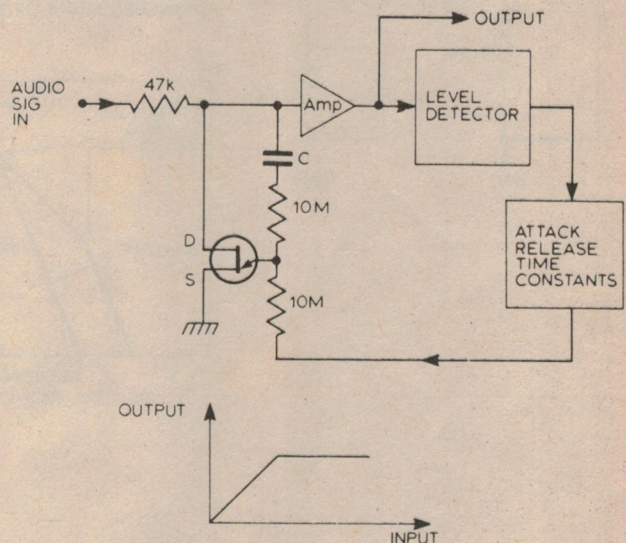 OUTPUT
AUDIO
SIG
IN
47k
Amp
LEVEL
DETECTOR
C
10M
D
S
ATTACK
RELEASE
TIME
CONSTANTS
10M
OUTPUT
INPUT